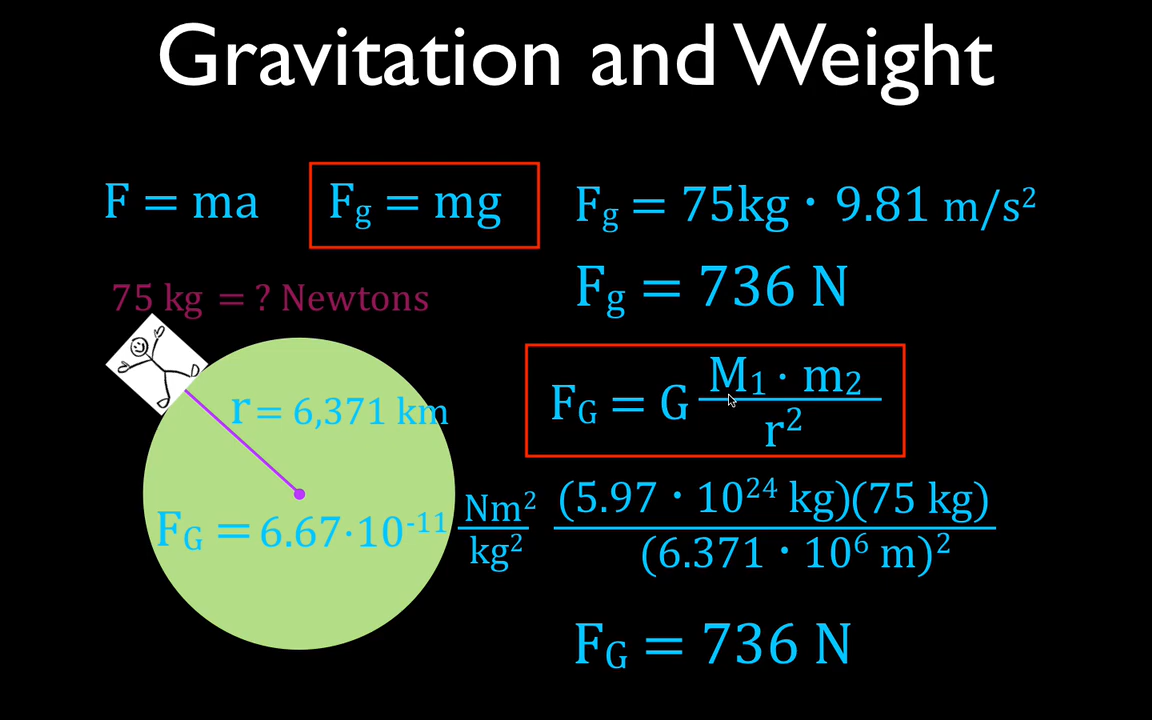 Gravitation and Weight
F = ma
F_g = mg
F_g = 75kg · 9.81 m/s²
F_g = 736 N
75 kg = ? Newtons
r = 6,371 km
F_G = G M₁ · m₂ / r²
F_G = 6.67·10⁻¹¹ Nm²/kg² (5.97 · 10²⁴ kg)(75 kg) / (6.371 · 10⁶ m)²
F_G = 736 N